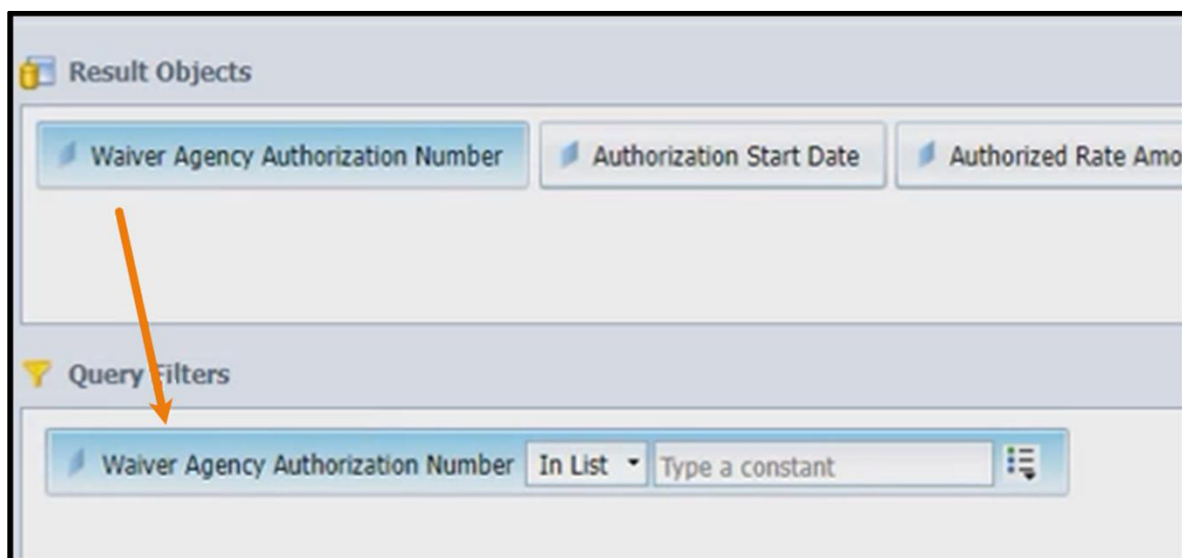 Result Objects
Waiver Agency Authorization Number Authorization Start Date Authorized Rate Amo
Query Filters
Waiver Agency Authorization Number In List Type a constant